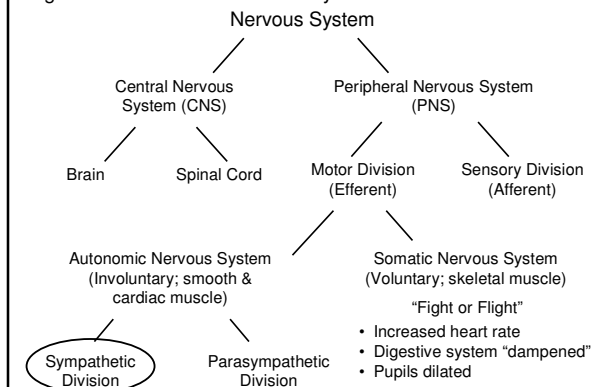 Nervous System
Central Nervous
System (CNS)
Peripheral Nervous System
(PNS)
Brain
Spinal Cord
Motor Division
(Efferent)
Sensory Division
(Afferent)
Autonomic Nervous System
(Involuntary; smooth &
cardiac muscle)
Somatic Nervous System
(Voluntary; skeletal muscle)
“Fight or Flight”
• Increased heart rate
• Digestive system “dampened”
• Pupils dilated
Sympathetic
Division
Parasympathetic
Division